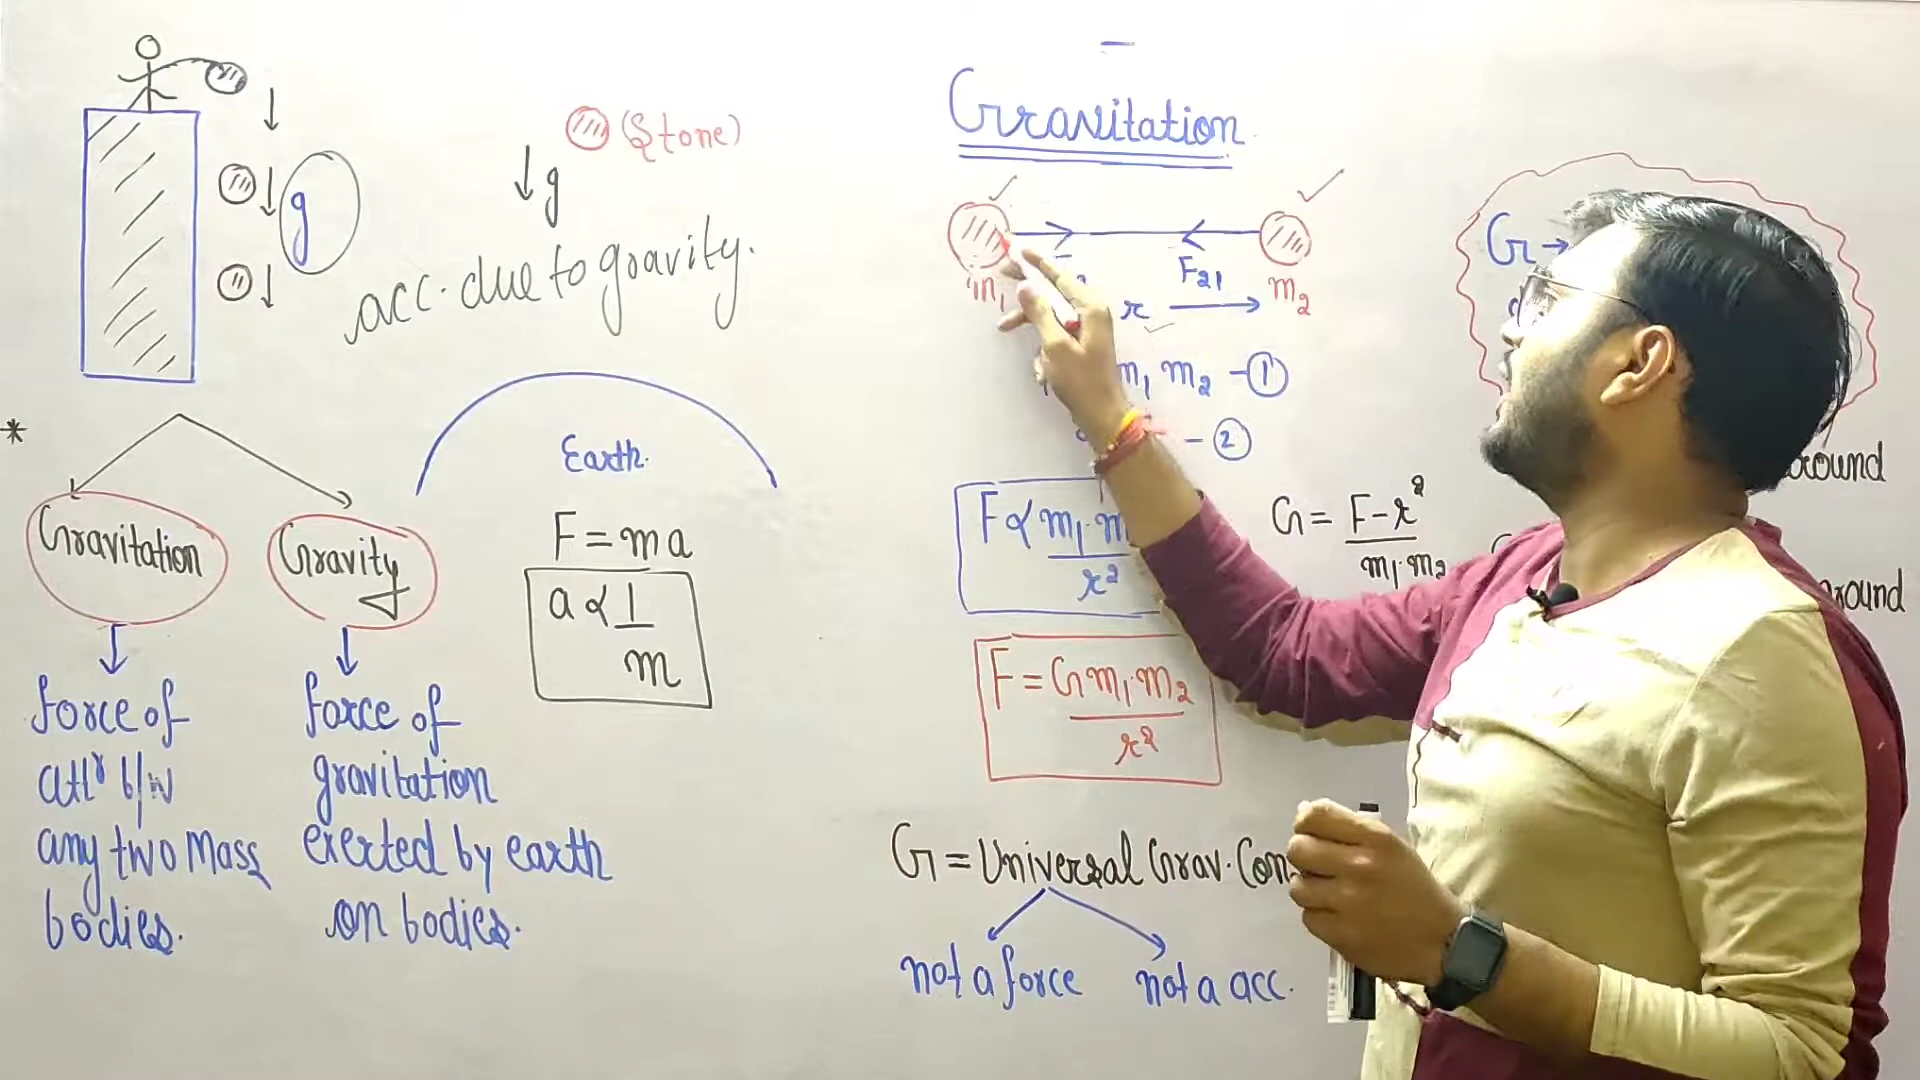 g
(Stone)
↓ g
acc. due to gravity.
*
Gravitation
Gravity
Force of
attr b/w
any two Mass
bodies.
Force of
gravitation
exerted by earth
on bodies.
Earth.
F = ma
a ∝ 1/m
Gravitation
m₁
F₂₁
m₂
r →
m₁ m₂ - ①
- ②
F ∝ m₁·m
r²
G = F-r²
m₁·m₂
F = G m₁·m₂
r²
G = Universal Grav. Con
not a force
not a acc.
G →
round
round